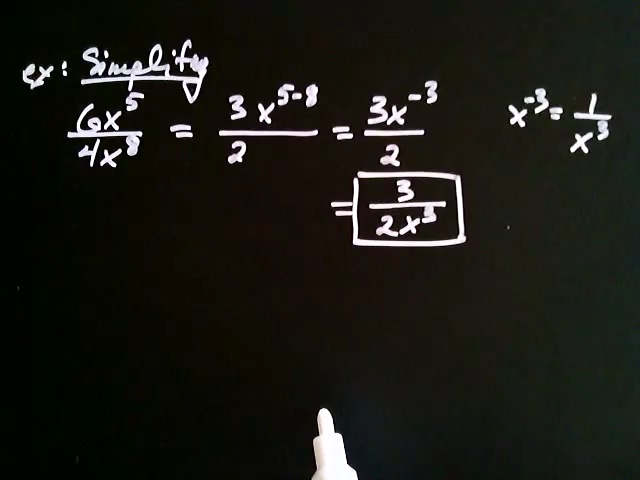 ex: Simplify
6x^5/4x^8 = 3x^(5-8)/2 = 3x^(-3)/2 x^(-3) = 1/x^3
= 3/2x^3